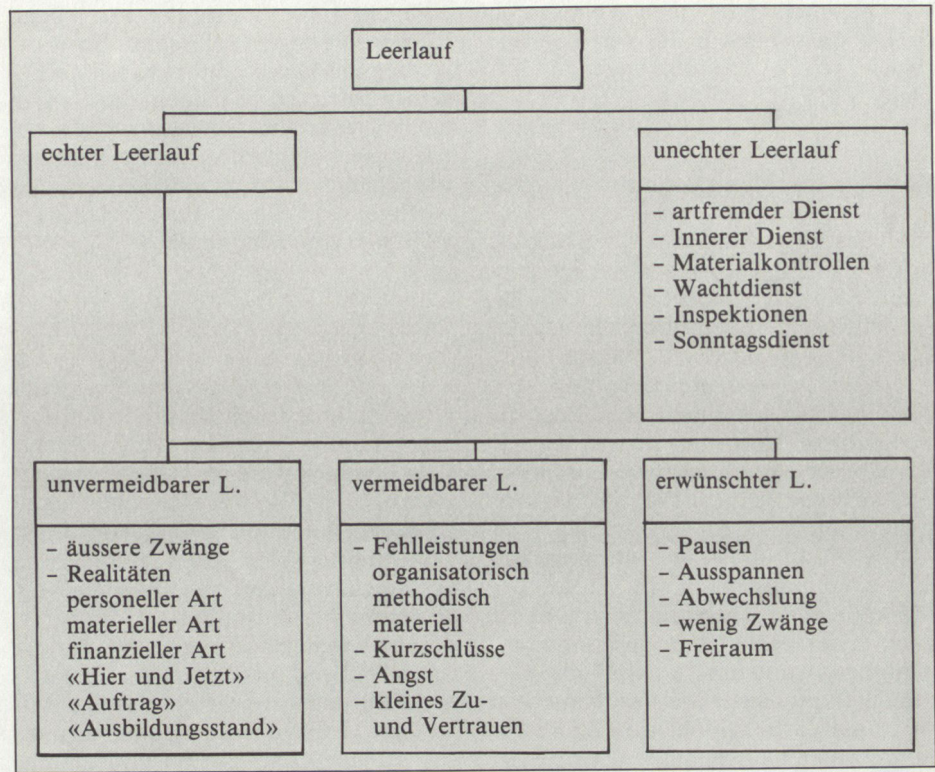 Leerlauf
echter Leerlauf
unechter Leerlauf
– artfremder Dienst
– Innerer Dienst
– Materialkontrollen
– Wachtdienst
– Inspektionen
– Sonntagsdienst
unvermeidbarer L.
– äussere Zwänge
– Realitäten
personeller Art
materieller Art
finanzieller Art
«Hier und Jetzt»
«Auftrag»
«Ausbildungsstand»
vermeidbarer L.
– Fehlleistungen
organisatorisch
methodisch
materiell
– Kurzschlüsse
– Angst
– kleines Zu-
und Vertrauen
erwünschter L.
– Pausen
– Ausspannen
– Abwechslung
– wenig Zwänge
– Freiraum